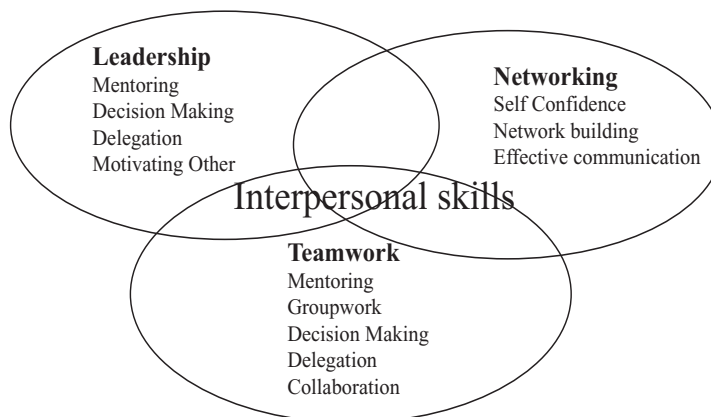 Leadership
Mentoring
Decision Making
Delegation
Motivating Other
Networking
Self Confidence
Network building
Effective communication
Interpersonal skills
Teamwork
Mentoring
Groupwork
Decision Making
Delegation
Collaboration